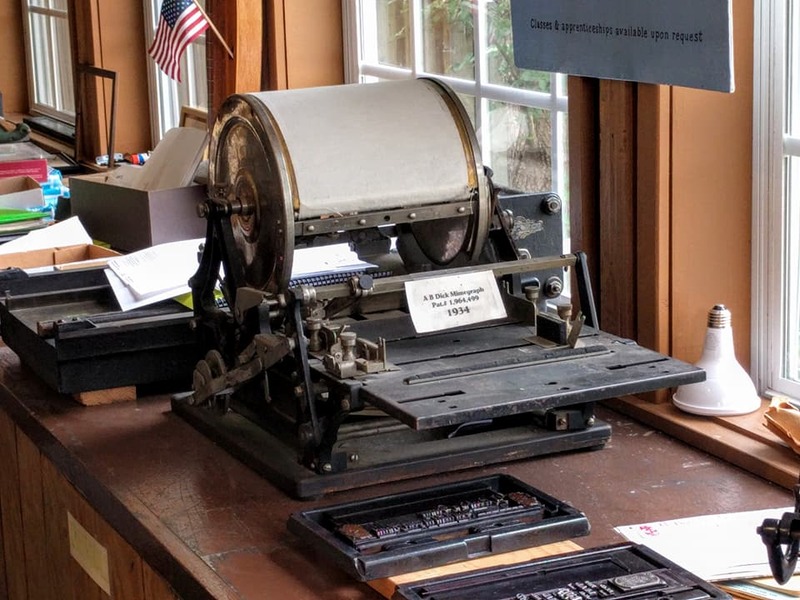 Classes & apprenticeships available upon request
A B Dick Mimeograph
Pat.# 1,964,499
1934